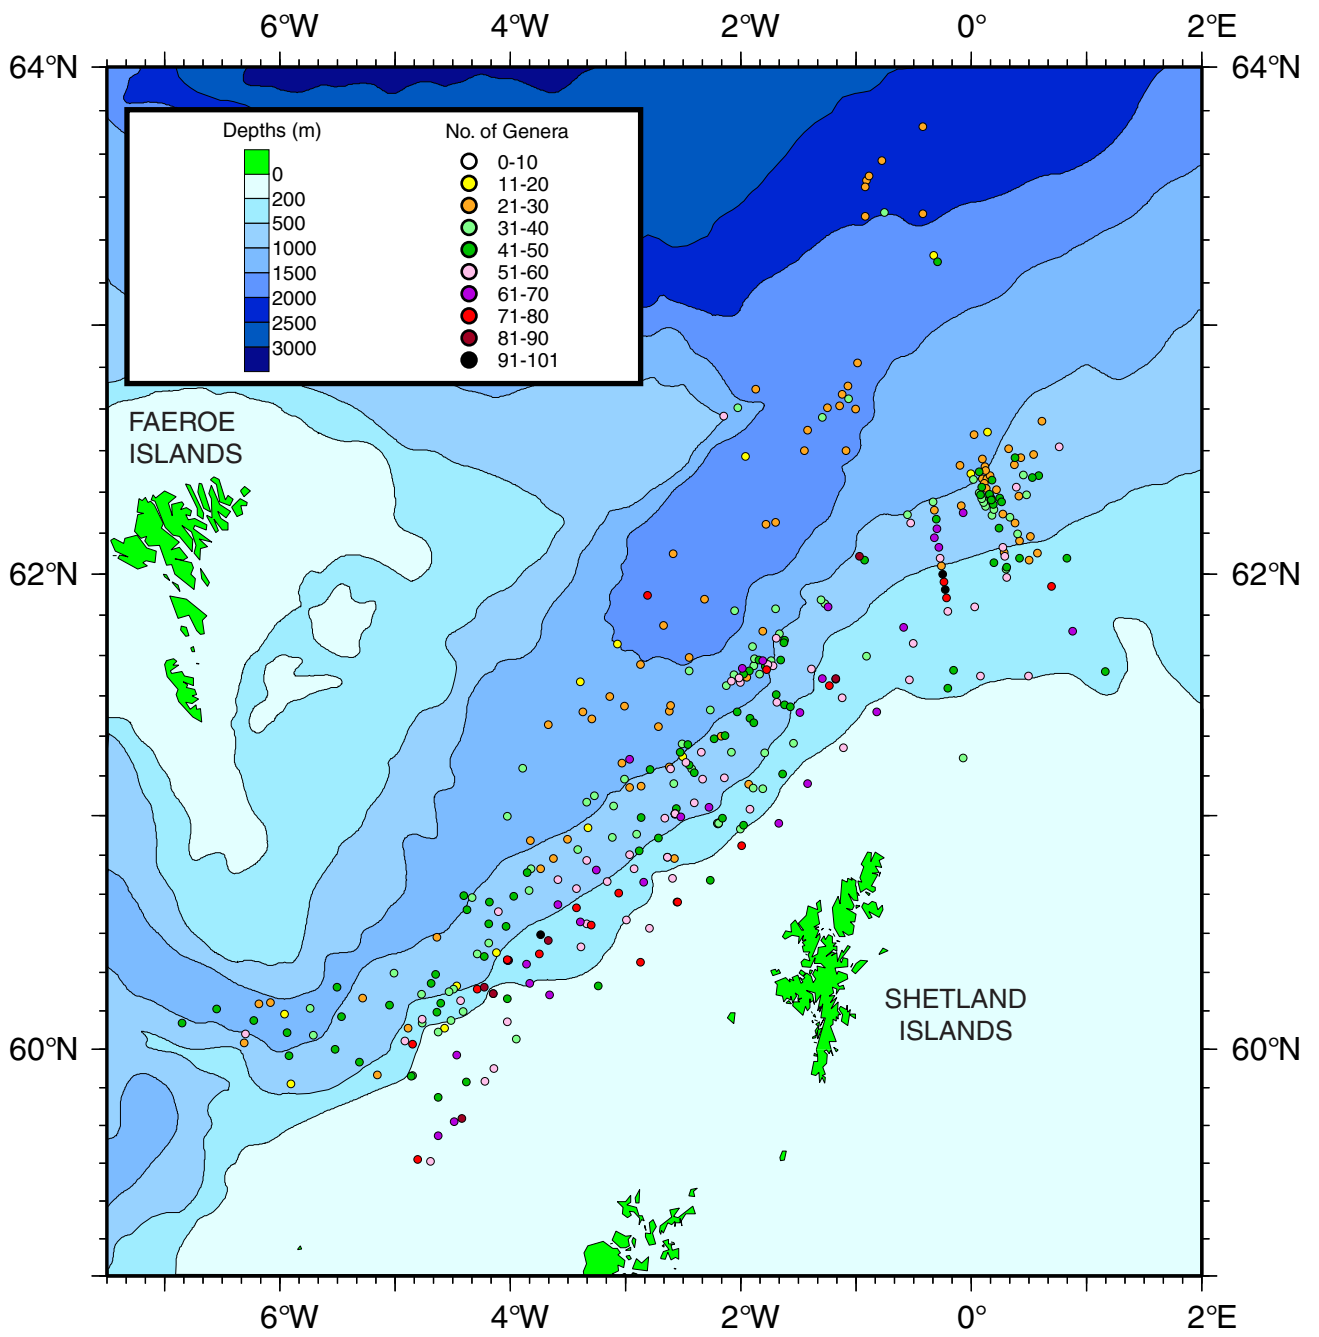 6°W 4°W 2°W 0° 2°E
64°N 64°N
Depths (m) No. of Genera
0
200
500
1000
1500
2000
2500
3000
0-10
11-20
21-30
31-40
41-50
51-60
61-70
71-80
81-90
91-101
FAEROE
ISLANDS
62°N 62°N
SHETLAND
ISLANDS
60°N 60°N
6°W 4°W 2°W 0° 2°E